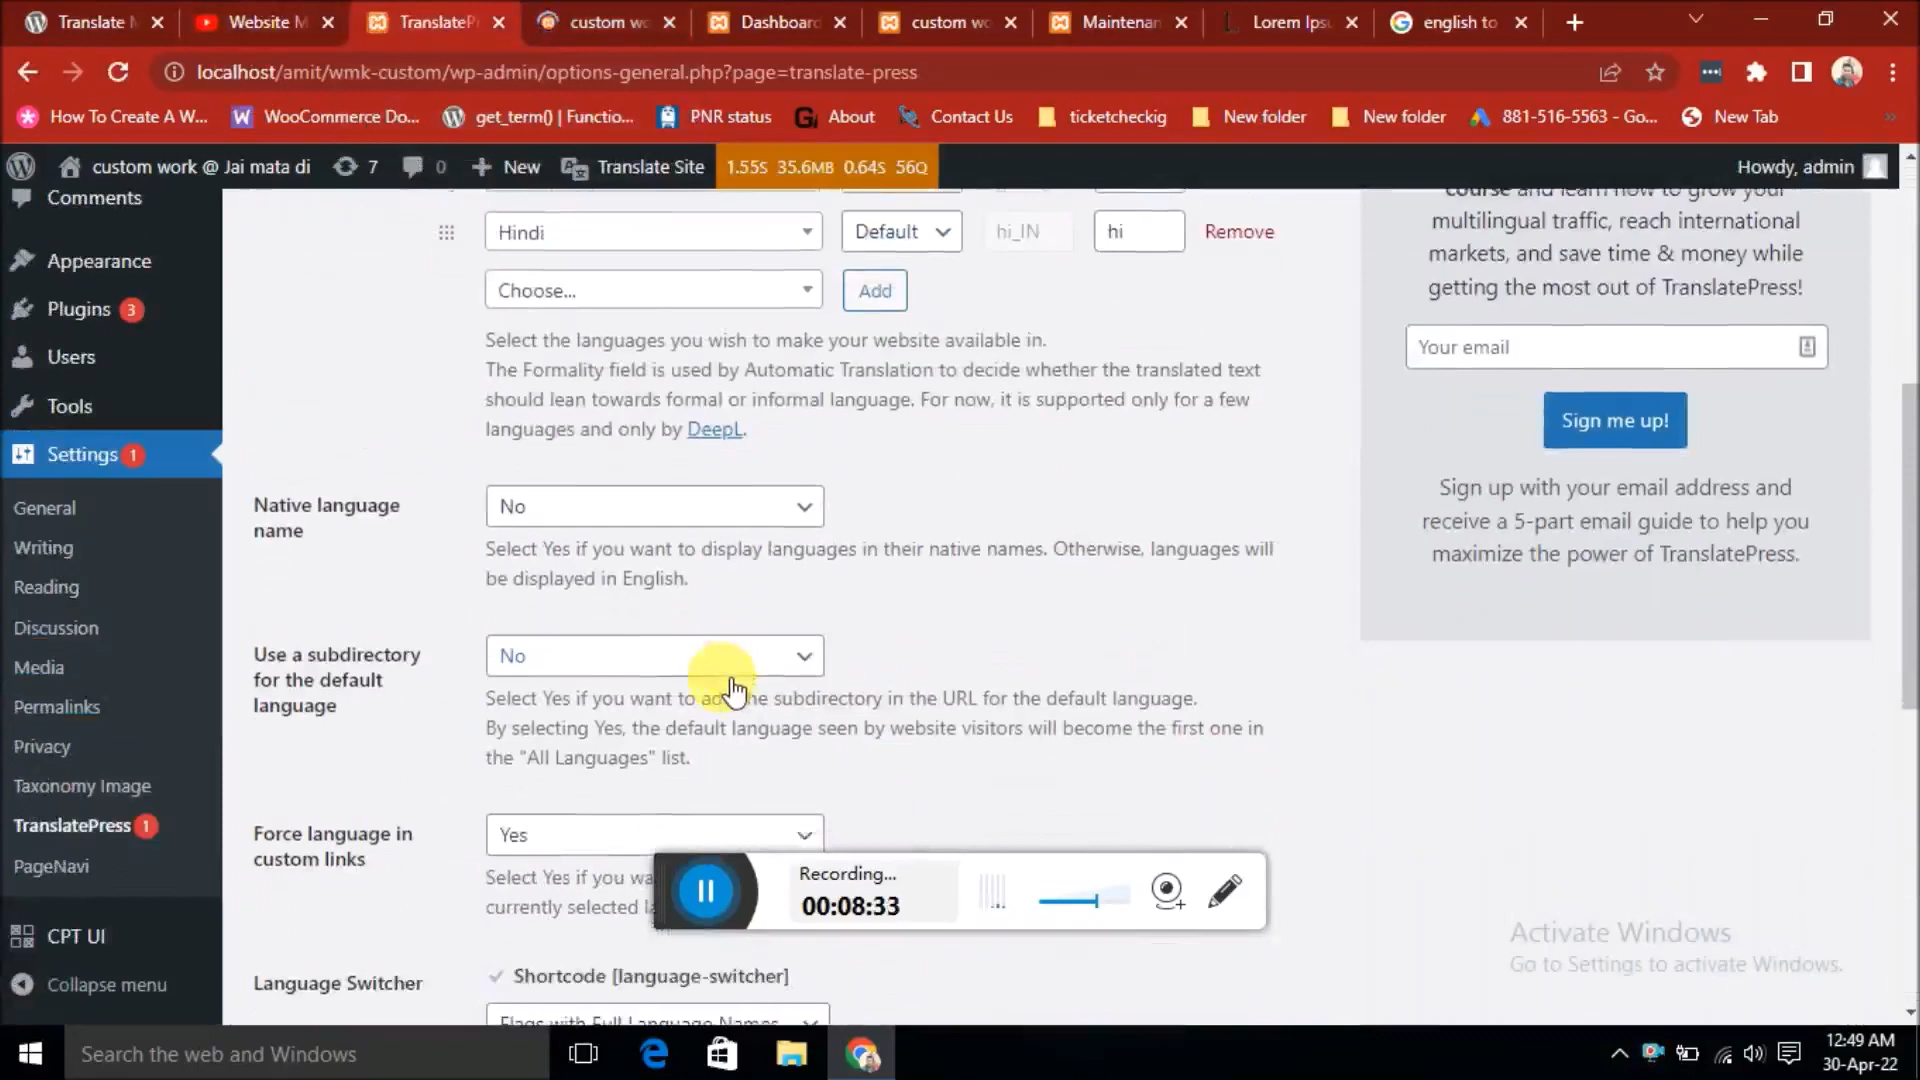 Translate
Website M
TranslateP
custom wo
Dashboard
custom wo
Maintenan
Lorem Ips
english to
localhost/amit/wmk-custom/wp-admin/options-general.php?page=translate-press
How To Create A W...
WooCommerce Do...
get_term() | Functio...
PNR status
About
Contact Us
ticketcheckig
New folder
New folder
881-516-5563 - Go...
New Tab
custom work @ Jai mata di
7
0
New
Translate Site
1.55S 35.6MB 0.64S 56Q
Howdy, admin
Comments
Appearance
Plugins 3
Users
Tools
Settings 1
General
Writing
Reading
Discussion
Media
Permalinks
Privacy
Taxonomy Image
TranslatePress 1
PageNavi
CPT UI
Collapse menu
Hindi
Default
hi_IN
hi
Remove
Choose...
Add
Select the languages you wish to make your website available in.
The Formality field is used by Automatic Translation to decide whether the translated text
should lean towards formal or informal language. For now, it is supported only for a few
languages and only by DeepL.
Native language
name
No
Select Yes if you want to display languages in their native names. Otherwise, languages will
be displayed in English.
Use a subdirectory
for the default
language
No
Select Yes if you want to he subdirectory in the URL for the default language.
By selecting Yes, the default language seen by website visitors will become the first one in
the "All Languages" list.
Force language in
custom links
Yes
Select Yes if you wa
currently selected l
Language Switcher
Shortcode [language-switcher]
Flags with Full Language Names
course and learn how to grow your
multilingual traffic, reach international
markets, and save time & money while
getting the most out of TranslatePress!
Your email
Sign me up!
Sign up with your email address and
receive a 5-part email guide to help you
maximize the power of TranslatePress.
Recording...
00:08:33
Activate Windows
Go to Settings to activate Windows.
Search the web and Windows
12:49 AM
30-Apr-22